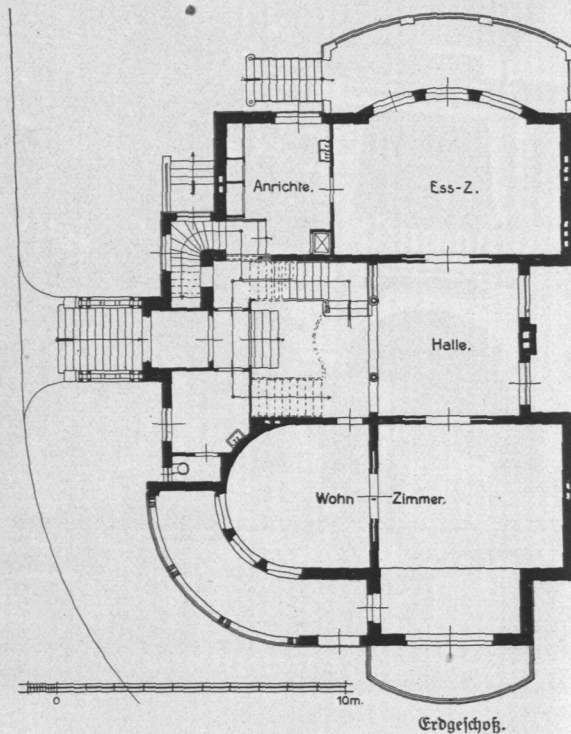 Anrichte.
Ess-Z.
Halle.
Wohn-Zimmer.
0 10m.
Erdgeschoß.